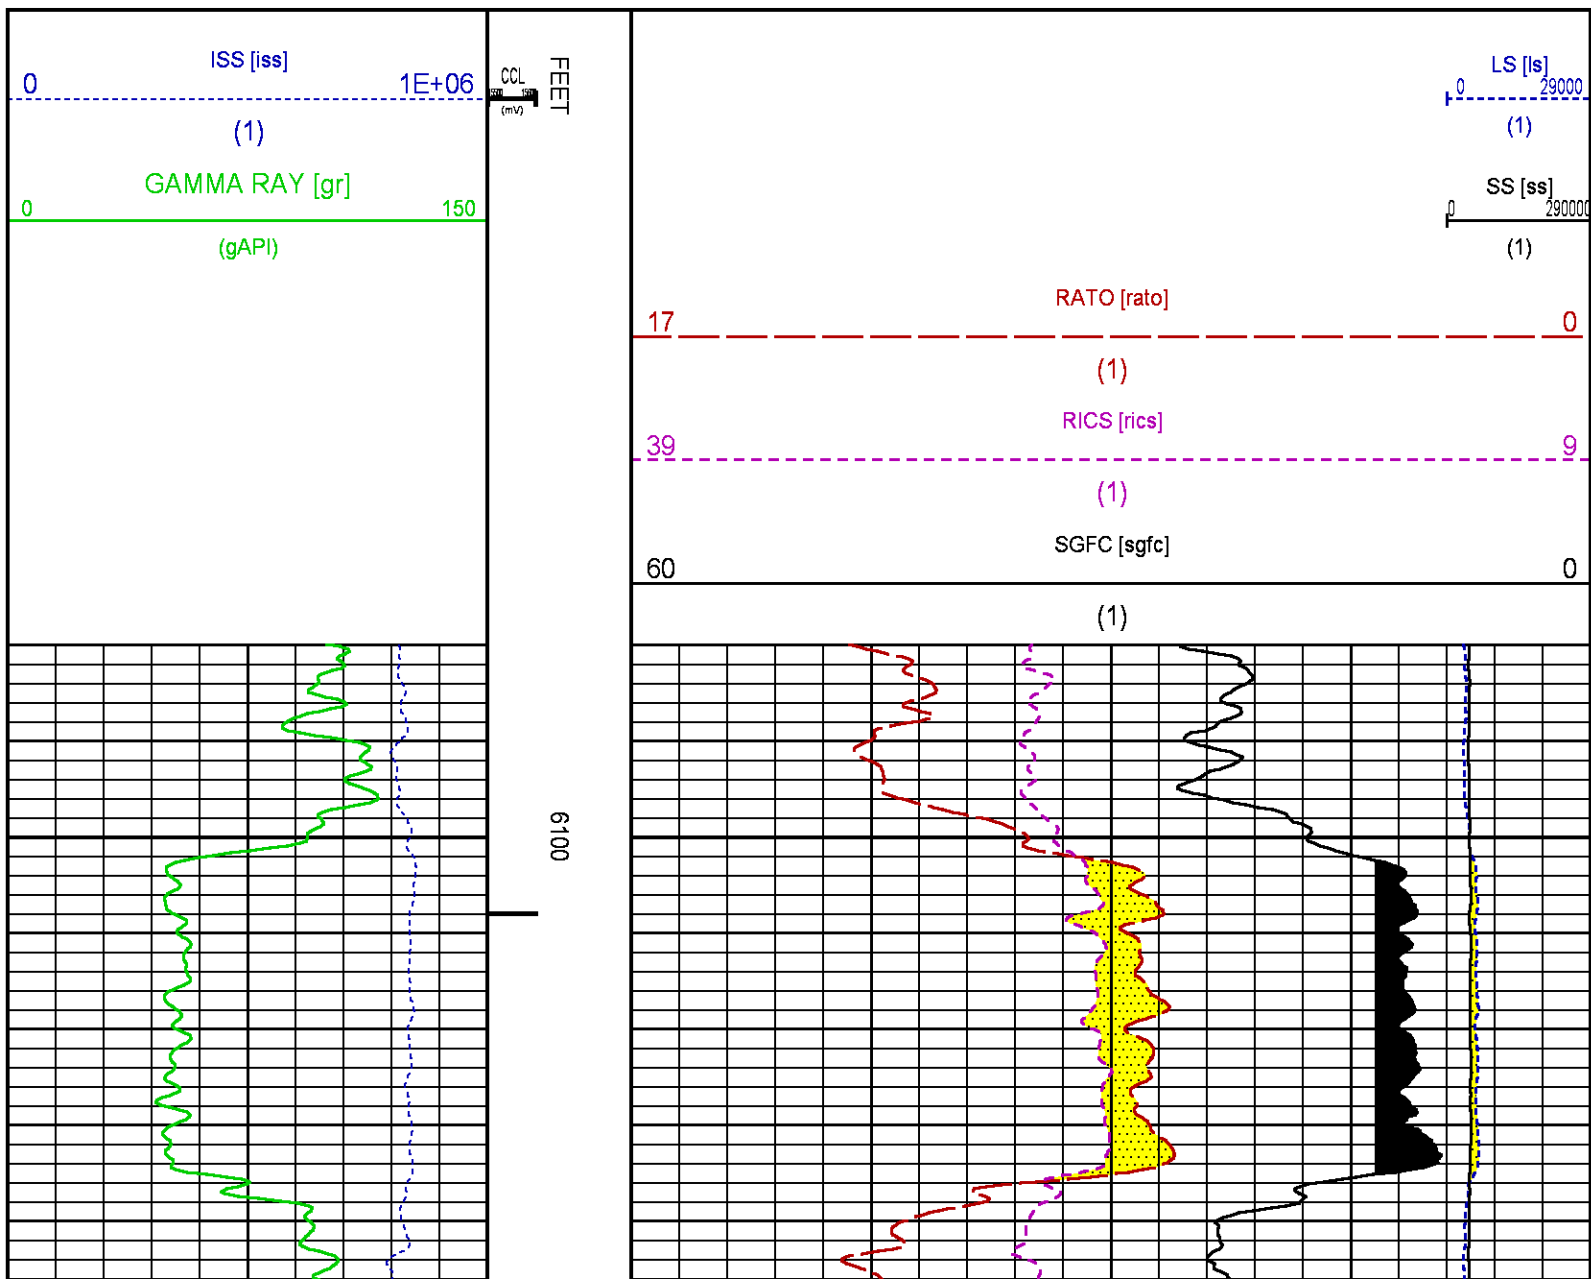 ISS [iss]
0 1E+06
(1)
GAMMA RAY [gr]
0 150
(gAPI)
CCL
(mV)
FEET
LS [ls]
0 29000
(1)
SS [ss]
0 290000
(1)
RATO [rato]
17 0
(1)
RICS [rics]
39 9
(1)
SGFC [sgfc]
60 0
(1)
6100